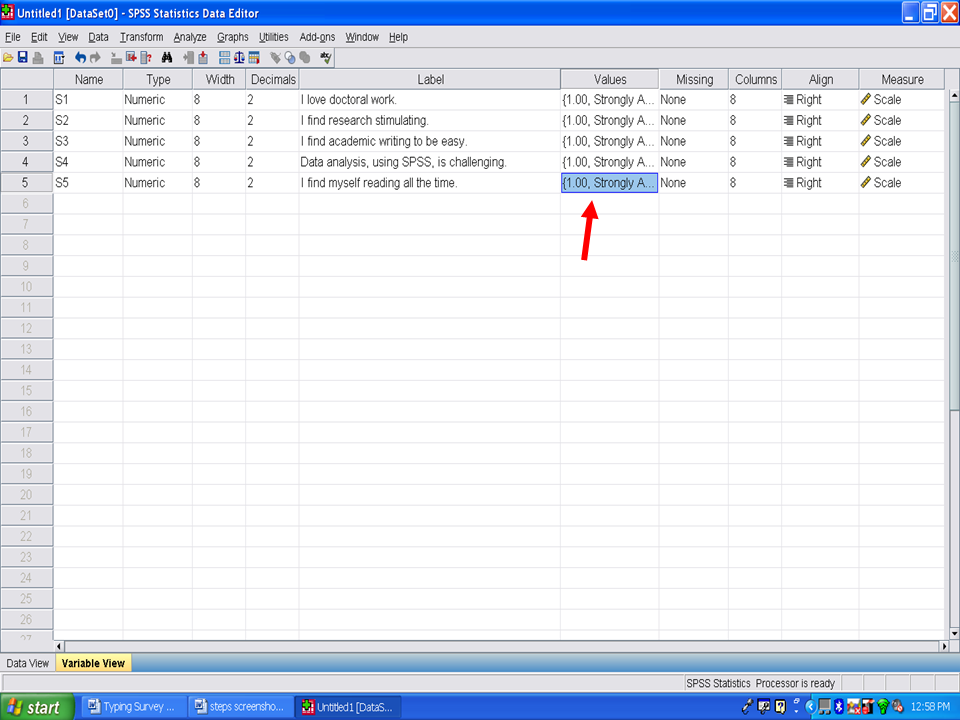 Untitled1 [DataSet0] - SPSS Statistics Data Editor
File Edit View Data Transform Analyze Graphs Utilities Add-ons Window Help
Name Type Width Decimals Label Values Missing Columns Align Measure
1 S1 Numeric 8 2 I love doctoral work. {1.00, Strongly A... None 8 Right Scale
2 S2 Numeric 8 2 I find research stimulating. {1.00, Strongly A... None 8 Right Scale
3 S3 Numeric 8 2 I find academic writing to be easy. {1.00, Strongly A... None 8 Right Scale
4 S4 Numeric 8 2 Data analysis, using SPSS, is challenging. {1.00, Strongly A... None 8 Right Scale
5 S5 Numeric 8 2 I find myself reading all the time. {1.00, Strongly A... None 8 Right Scale
6
7
8
9
10
11
12
13
14
15
16
17
18
19
20
21
22
23
24
25
26
27
Data View Variable View
SPSS Statistics Processor is ready
start Typing Survey ... steps screensho... Untitled1 [DataS... 12:58 PM